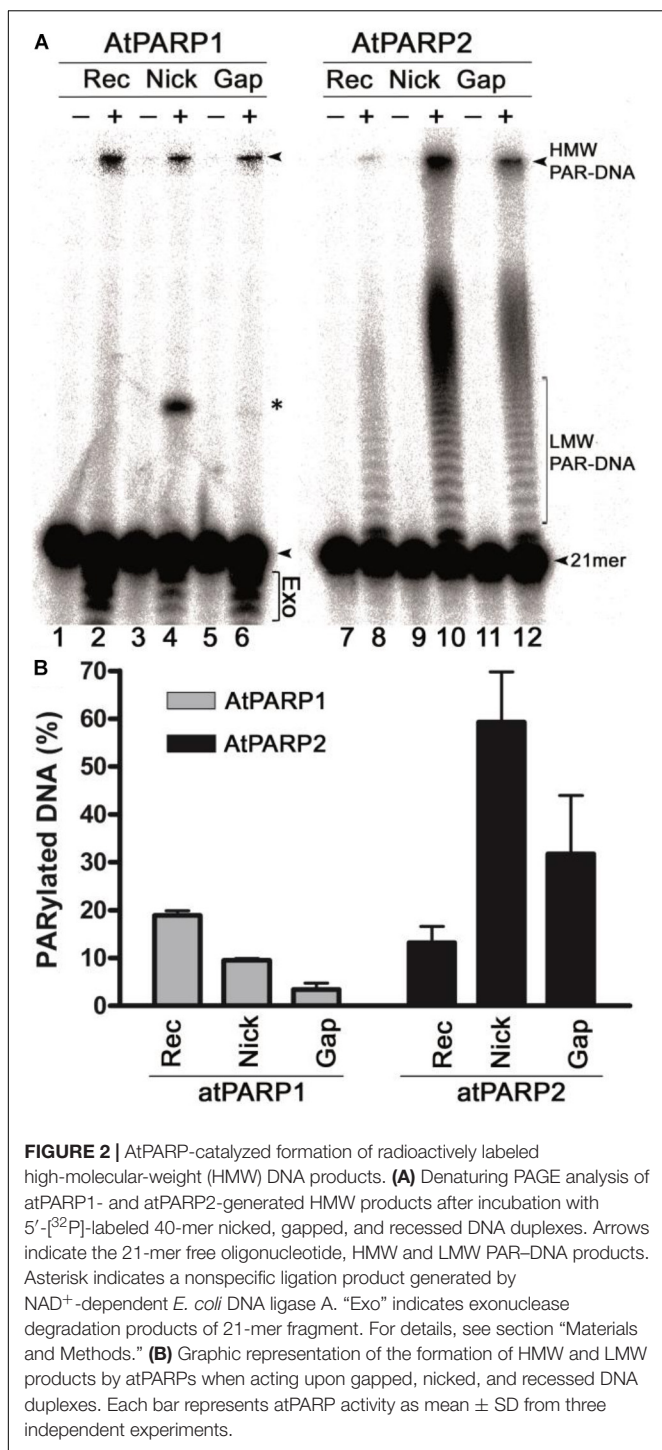 A
AtPARP1 AtPARP2
Rec Nick Gap Rec Nick Gap
− + − + − + − + − + − +
HMW
PAR-DNA
*
LMW
PAR-DNA
21mer
Exo
1 2 3 4 5 6 7 8 9 10 11 12
B
70
60
50
40
30
20
10
0
PARylated DNA (%)
AtPARP1
AtPARP2
Rec Nick Gap Rec Nick Gap
atPARP1 atPARP2
FIGURE 2 | AtPARP-catalyzed formation of radioactively labeled
high-molecular-weight (HMW) DNA products. (A) Denaturing PAGE analysis of
atPARP1- and atPARP2-generated HMW products after incubation with
5′-[32P]-labeled 40-mer nicked, gapped, and recessed DNA duplexes. Arrows
indicate the 21-mer free oligonucleotide, HMW and LMW PAR–DNA products.
Asterisk indicates a nonspecific ligation product generated by
NAD+-dependent E. coli DNA ligase A. “Exo” indicates exonuclease
degradation products of 21-mer fragment. For details, see section “Materials
and Methods.” (B) Graphic representation of the formation of HMW and LMW
products by atPARPs when acting upon gapped, nicked, and recessed DNA
duplexes. Each bar represents atPARP activity as mean ± SD from three
independent experiments.